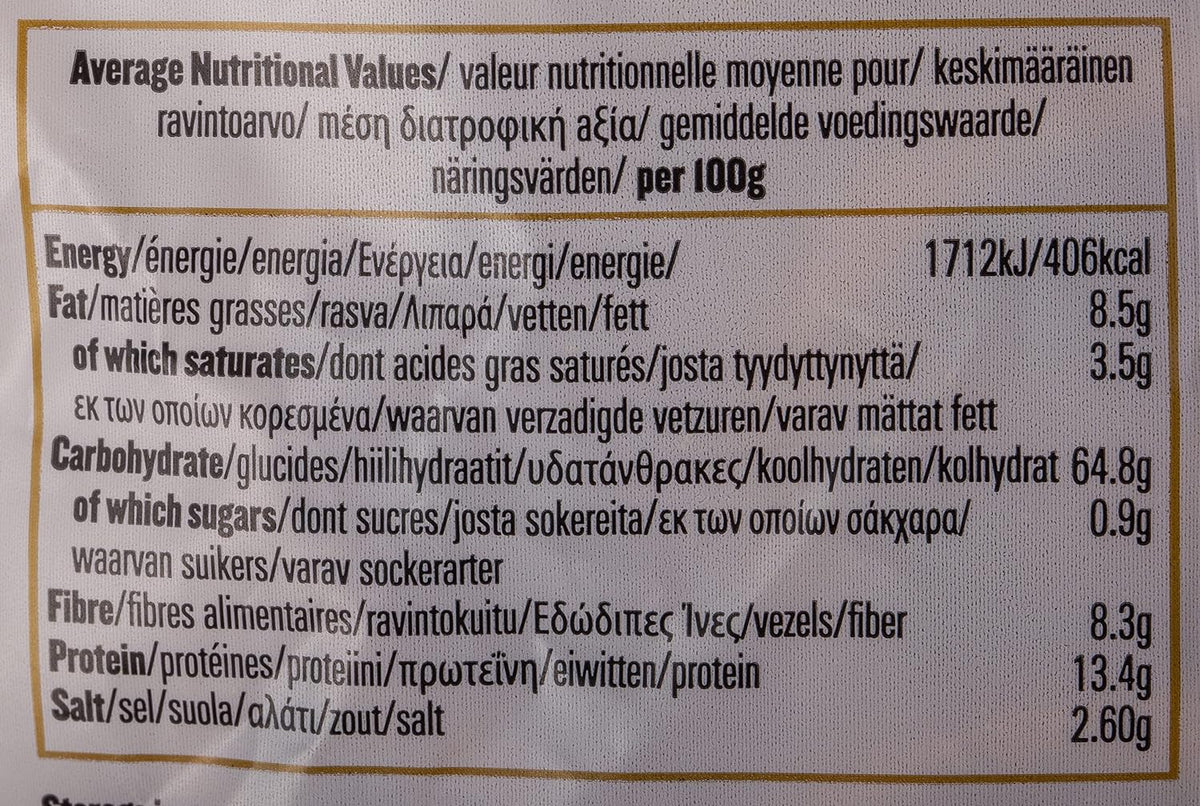 Average Nutritional Values/ valeur nutritionnelle moyenne pour/ keskimääräinen
ravintoarvo/ μέση διατροφική αξία/ gemiddelde voedingswaarde/
näringsvärden/ per 100g
Energy/énergie/energia/Ενέργεια/energi/energie/ 1712kJ/406kcal
Fat/matières grasses/rasva/Λιπαρά/vetten/fett 8.5g
of which saturates/dont acides gras saturés/josta tyydyttynyttä/ 3.5g
εκ των οποίων κορεσμένα/waarvan verzadigde vetzuren/varav mättat fett
Carbohydrate/glucides/hiilihydraatit/υδατάνθρακες/koolhydraten/kolhydrat 64.8g
of which sugars/dont sucres/josta sokereita/εκ των οποίων σάκχαρα/ 0.9g
waarvan suikers/varav sockerarter
Fibre/fibres alimentaires/ravintokuitu/Εδώδιπες Ίνες/vezels/fiber 8.3g
Protein/protéines/proteiini/πρωτεΐνη/eiwitten/protein 13.4g
Salt/sel/suola/αλάτι/zout/salt 2.60g